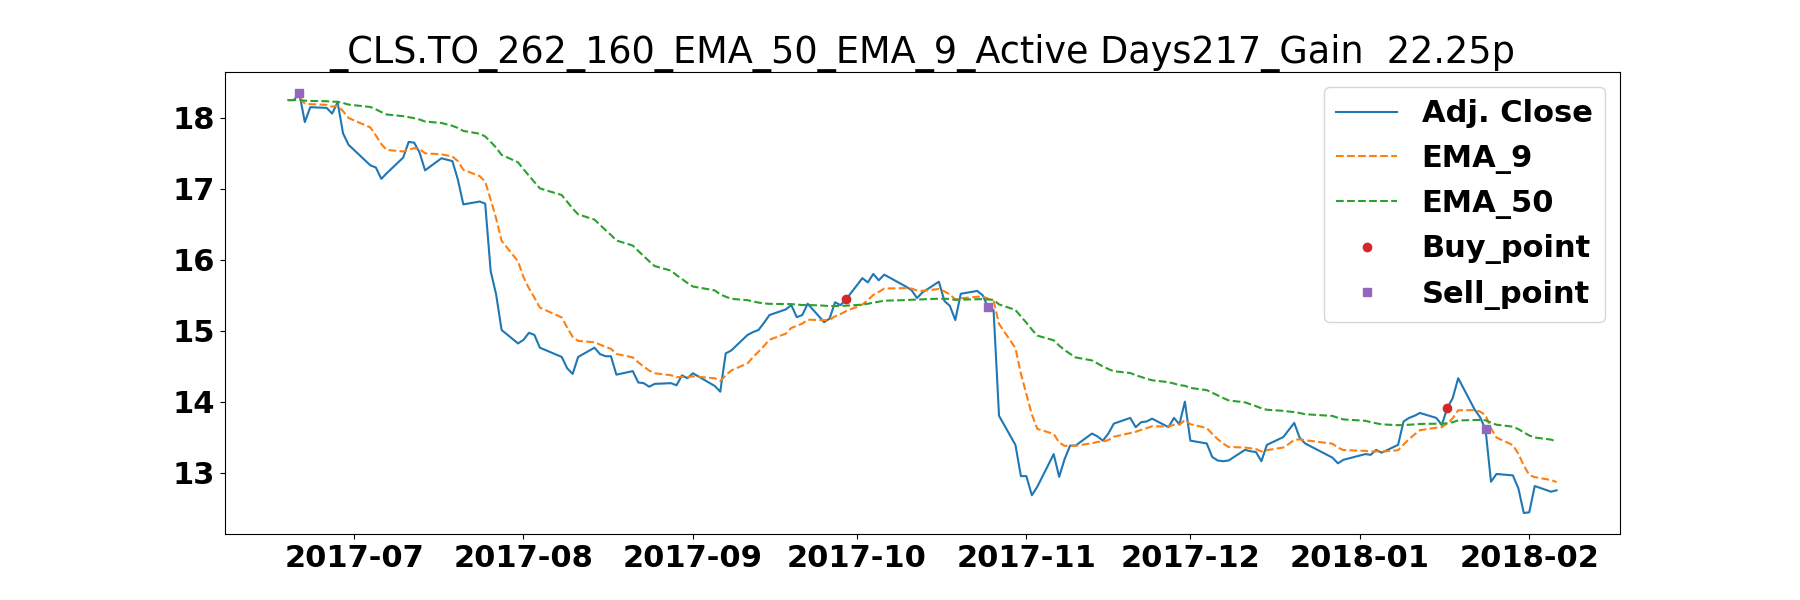 _CLS.TO_262_160_EMA_50_EMA_9_Active Days217_Gain  22.25p
18
17
16
15
14
13
Adj. Close
EMA_9
EMA_50
Buy_point
Sell_point
2017-07 2017-08 2017-09 2017-10 2017-11 2017-12 2018-01 2018-02